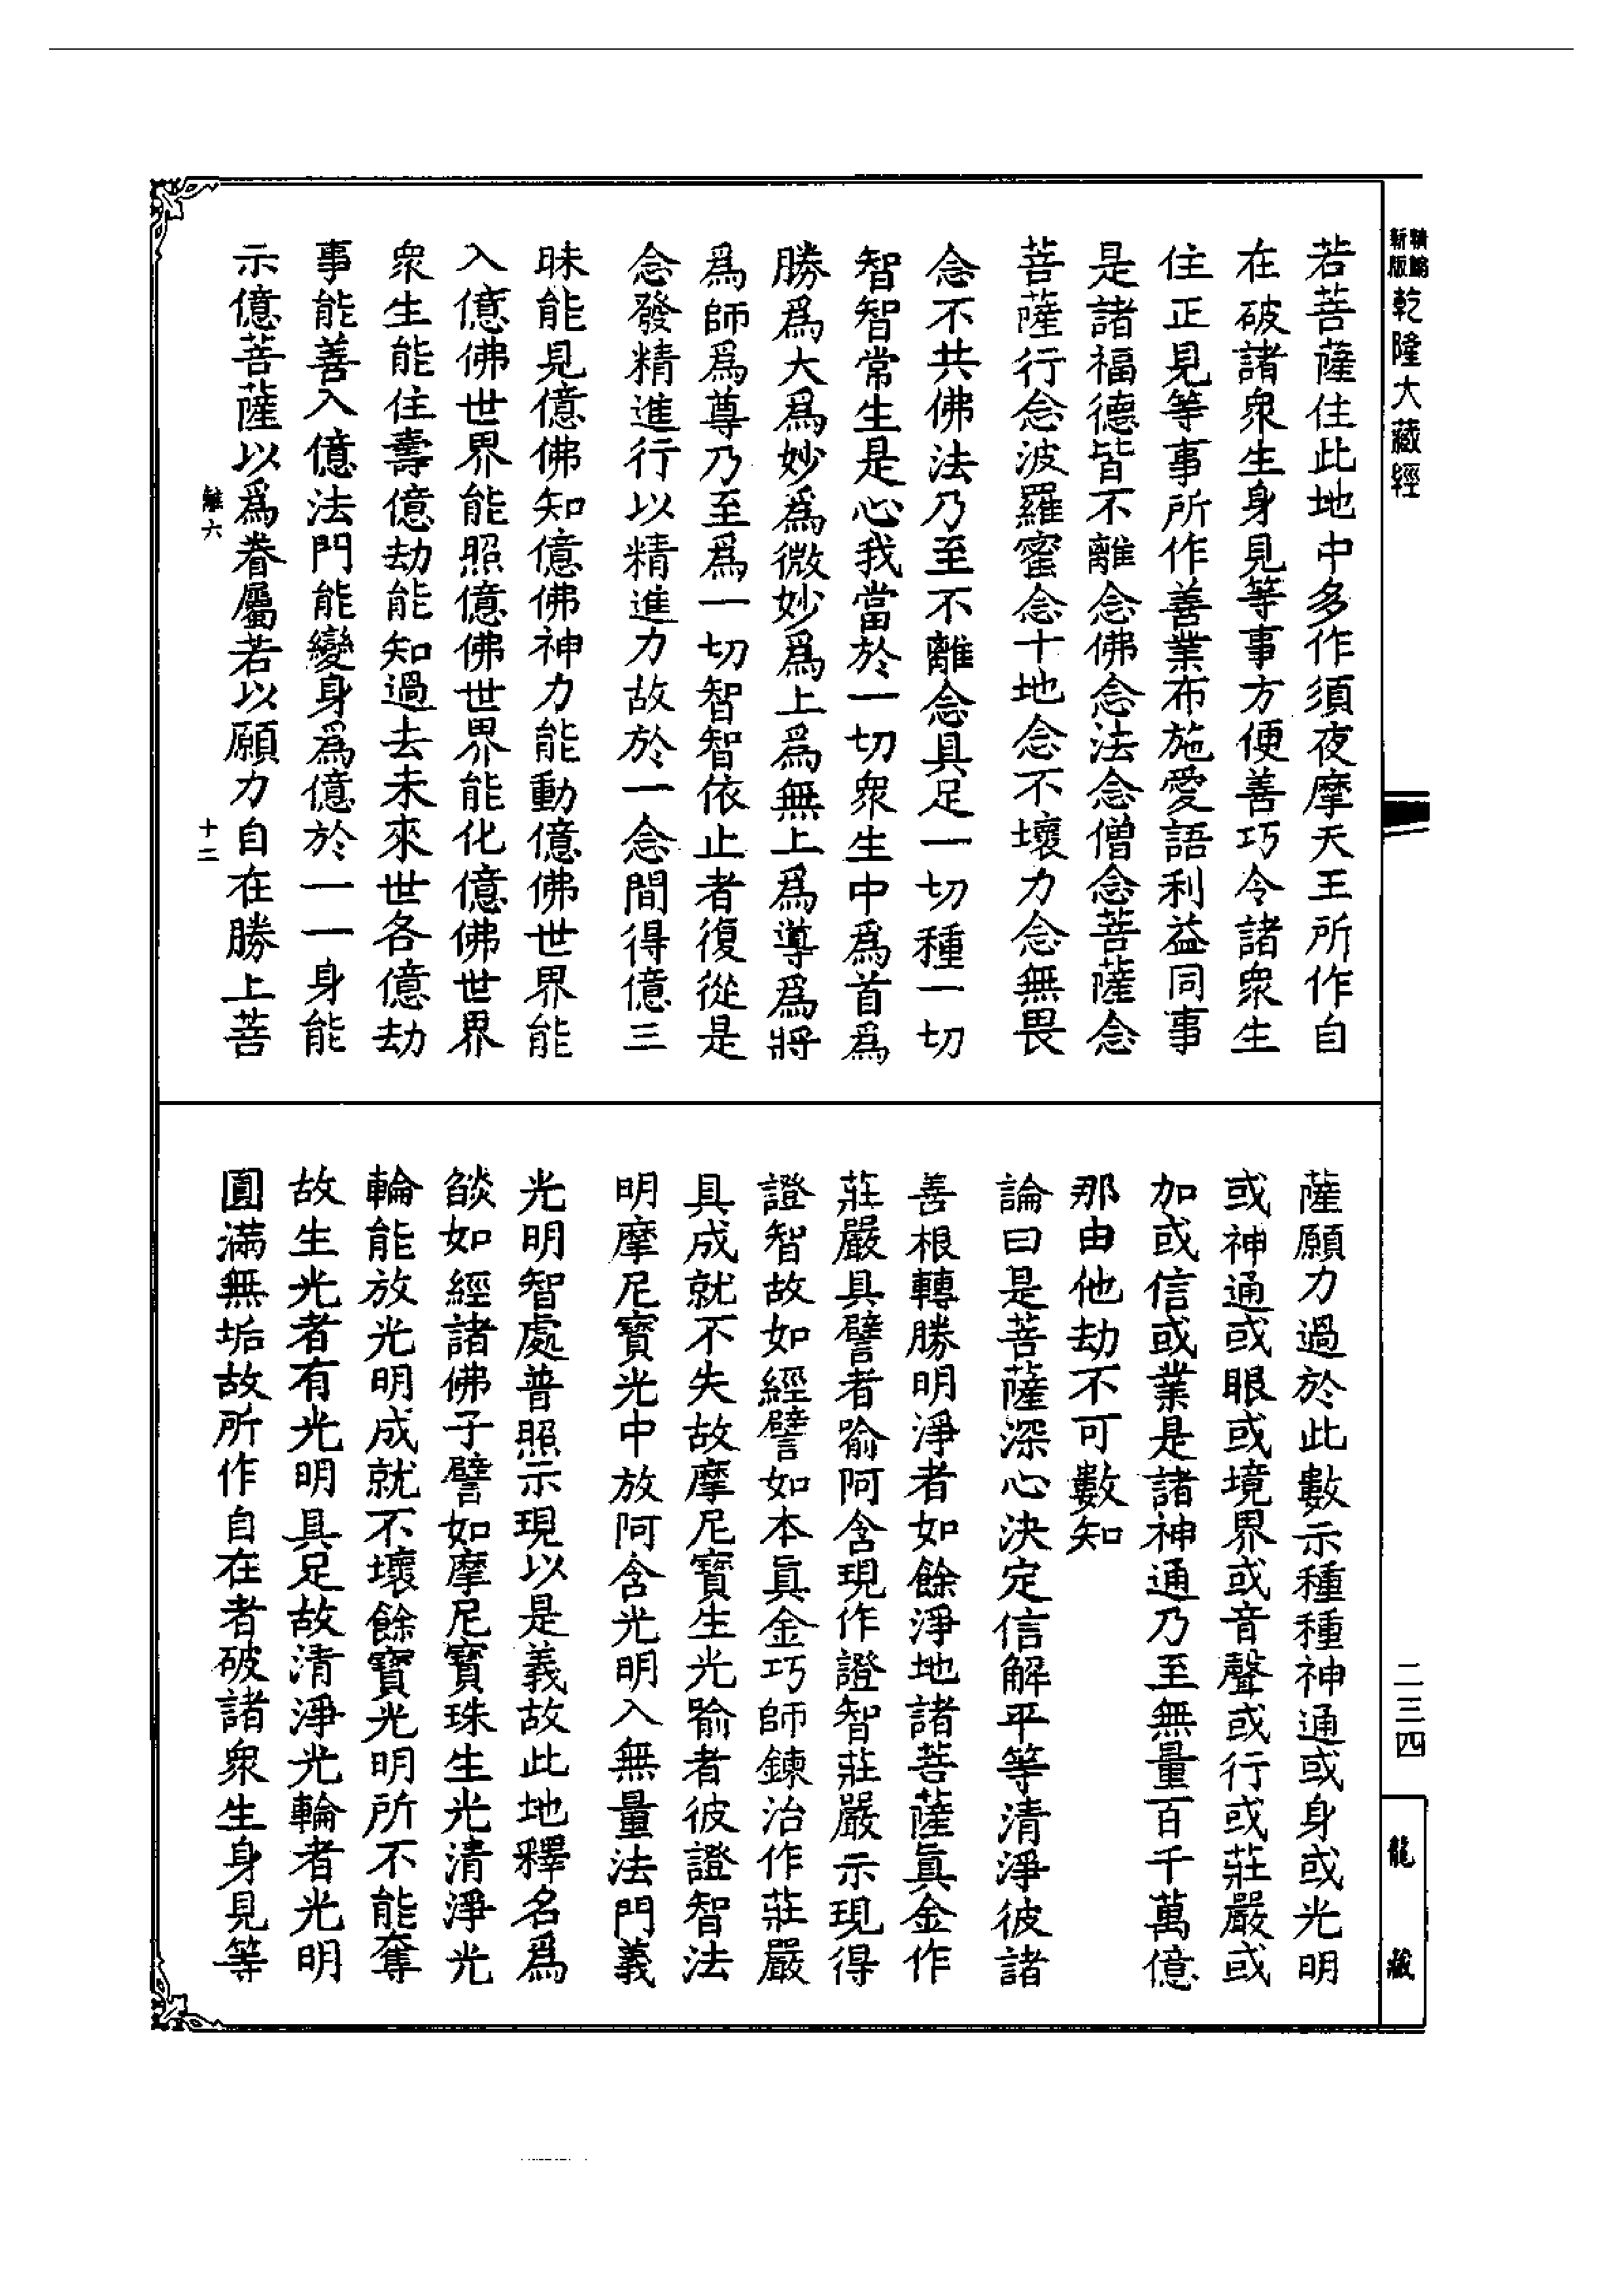 精編
新版
乾隆大藏經
若菩薩住此地中多作須夜摩天王所作自
在破諸衆生身見等事方便善巧令諸衆生
住正見等事所作善業布施愛語利益同事
是諸福德皆不離念佛念法念僧念菩薩念
菩薩行念波羅蜜念十地念不壞力念無畏
念不共佛法乃至不離念具足一切種一切
智智常生是心我當於一切衆生中爲首爲
勝爲大爲妙爲微妙爲上爲無上爲導爲將
爲師爲尊乃至爲一切智智依止者復從是
念發精進行以精進力故於一念間得億三
昧能見億佛知億佛神力能動億佛世界能
入億佛世界能照億佛世界能化億佛世界
衆生能住壽億劫能知過去未來世各億劫
事能善入億法門能變身爲億於一一身能
示億菩薩以爲眷屬若以願力自在勝上菩
離六
十二
薩願力過於此數示種種神通或身或光明
或神通或眼或境界或音聲或行或莊嚴或
加或信或業是諸神通乃至無量百千萬億
那由他劫不可數知
論曰是菩薩深心決定信解平等清淨彼諸
善根轉勝明淨者如餘淨地諸菩薩眞金作
莊嚴具譬者喻阿含現作證智莊嚴示現得
證智故如經譬如本眞金巧師鍊治作莊嚴
具成就不失故摩尼寶生光喻者彼證智法
明摩尼寶光中放阿含光明入無量法門義
光明智處普照示現以是義故此地釋名爲
燄如經諸佛子譬如摩尼寶珠生光清淨光
輪能放光明成就不壞餘寶光明所不能奪
故生光者有光明具足故清淨光輪者光明
圓滿無垢故所作自在者破諸衆生身見等
二三四
龍藏